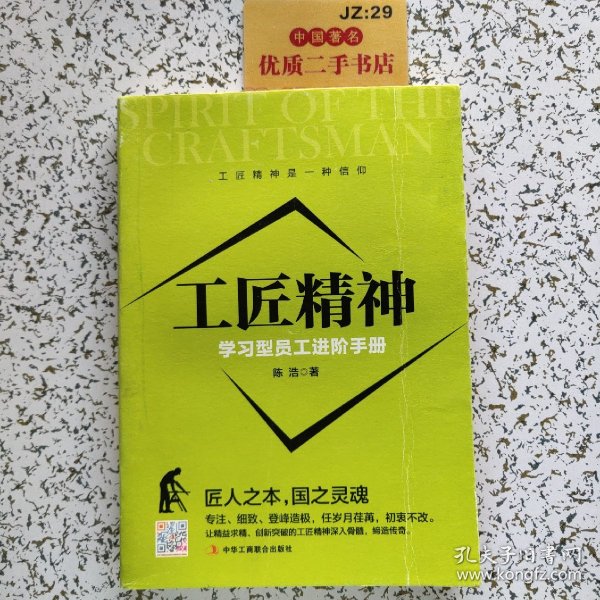 JZ:29
中国著名
优质二手书店
SPIRIT OF THE
CRAFTSMAN
工匠精神是一种信仰
工匠精神
学习型员工进阶手册
陈 浩◎著
匠人之本，国之灵魂
专注、细致、登峰造极，任岁月荏苒，初衷不改。
让精益求精、创新突破的工匠精神深入骨髓，缔造传奇。
中华工商联合出版社
孔夫子旧书网
www.kongfz.com